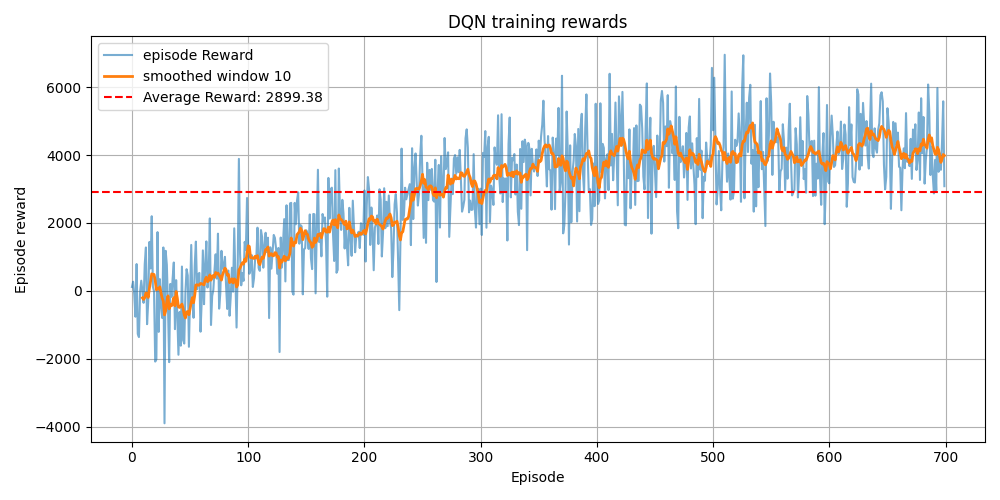 DQN training rewards
episode Reward
smoothed window 10
Average Reward: 2899.38
Episode reward
6000
4000
2000
0
−2000
−4000
0 100 200 300 400 500 600 700
Episode